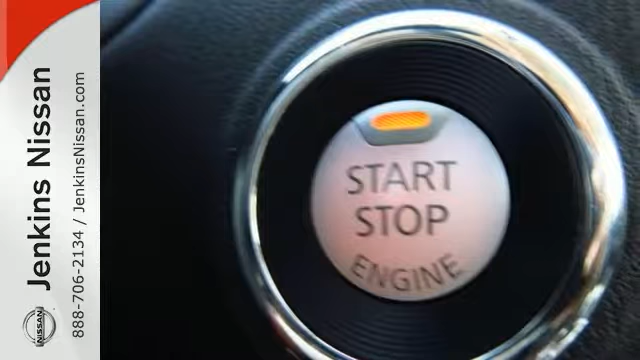 Jenkins Nissan
888-706-2134 / JenkinsNissan.com
NISSAN
START
STOP
ENGINE